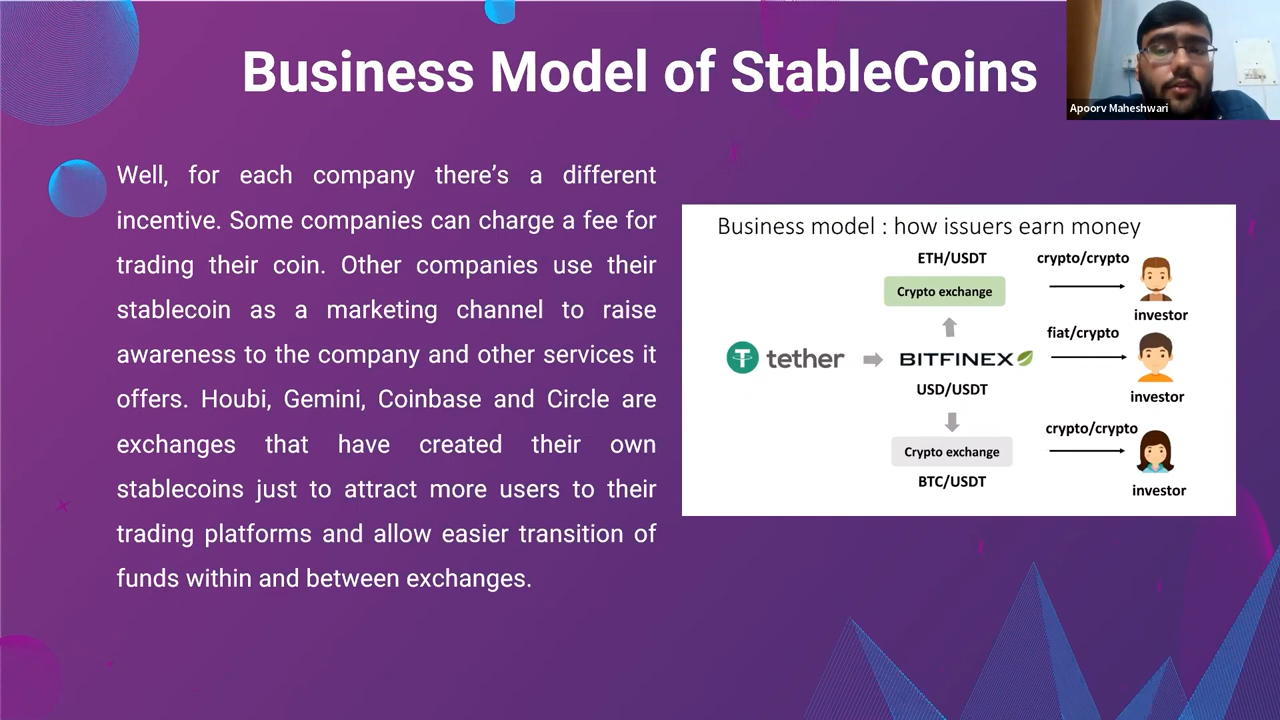 Business Model of StableCoins
Apoorv Maheshwari
Well, for each company there’s a different
incentive. Some companies can charge a fee for
trading their coin. Other companies use their
stablecoin as a marketing channel to raise
awareness to the company and other services it
offers. Houbi, Gemini, Coinbase and Circle are
exchanges that have created their own
stablecoins just to attract more users to their
trading platforms and allow easier transition of
funds within and between exchanges.
Business model : how issuers earn money
ETH/USDT
crypto/crypto
Crypto exchange
investor
fiat/crypto
tether
BITFINEX
USD/USDT
investor
crypto/crypto
Crypto exchange
BTC/USDT
investor